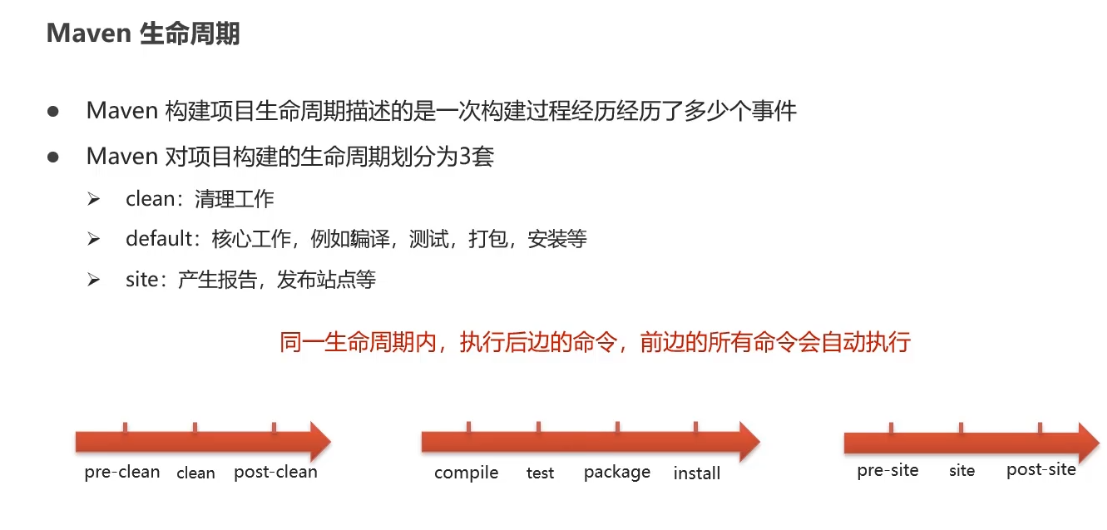 Maven 生命周期
● Maven 构建项目生命周期描述的是一次构建过程经历经历了多少个事件
● Maven 对项目构建的生命周期划分为3套
➢ clean：清理工作
➢ default：核心工作，例如编译，测试，打包，安装等
➢ site：产生报告，发布站点等
同一生命周期内，执行后边的命令，前边的所有命令会自动执行
pre-clean clean post-clean
compile test package install
pre-site site post-site